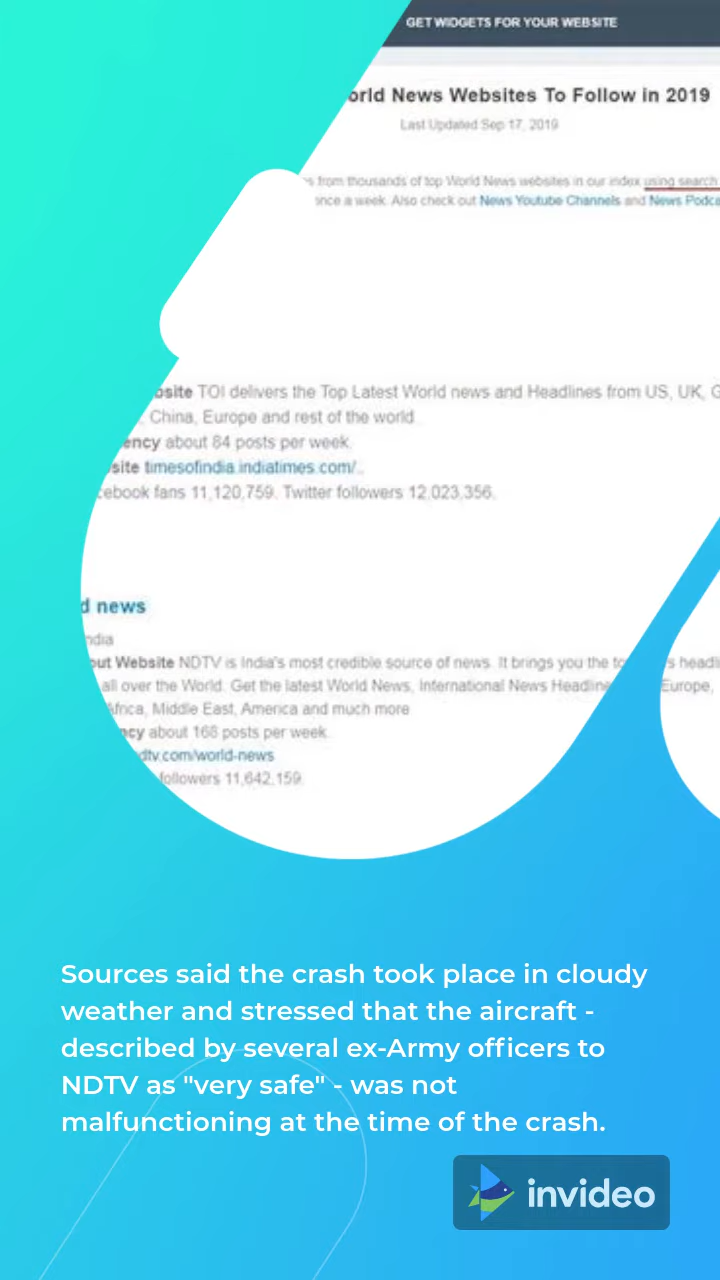 GET WIDGETS FOR YOUR WEBSITE
orld News Websites To Follow in 2019
Last Updated Sep 17, 2019
from thousands of top World News websites in our index using search
nce a week. Also check out News Youtube Channels and News Podca
bsite TOI delivers the Top Latest World news and Headlines from US, UK, G
, China, Europe and rest of the world.
ency about 84 posts per week.
site timesofindia.indiatimes.com/..
cebook fans 11,120,759. Twitter followers 12,023,356.
d news
ndia
out Website NDTV is India's most credible source of news. It brings you the to s headli
all over the World. Get the latest World News, International News Headline Europe,
Africa, Middle East, America and much more
ncy about 168 posts per week.
dtv.com/world-news
followers 11,642,159.
Sources said the crash took place in cloudy
weather and stressed that the aircraft -
described by several ex-Army officers to
NDTV as "very safe" - was not
malfunctioning at the time of the crash.
invideo